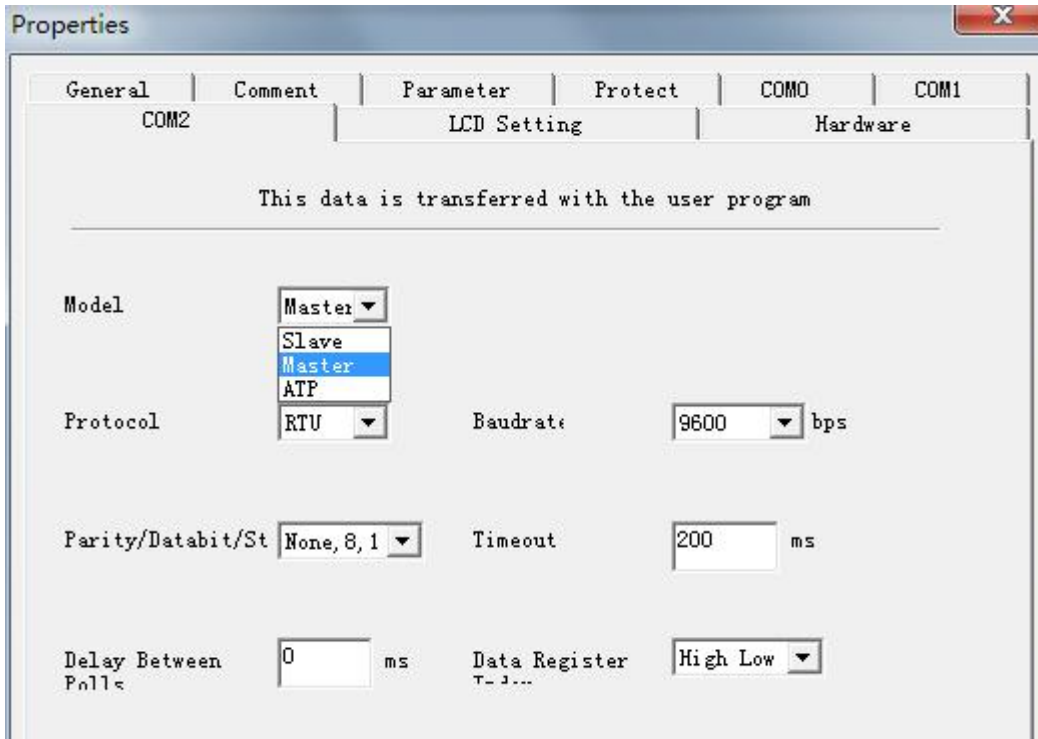 Properties
General Comment Parameter Protect COM0 COM1
COM2 LCD Setting Hardware
This data is transferred with the user program
Model Master
Slave
Master
ATP
Protocol RTU Baudrate 9600 bps
Parity/Databit/St None,8,1 Timeout 200 ms
Delay Between 0 ms Data Register High Low
Polls